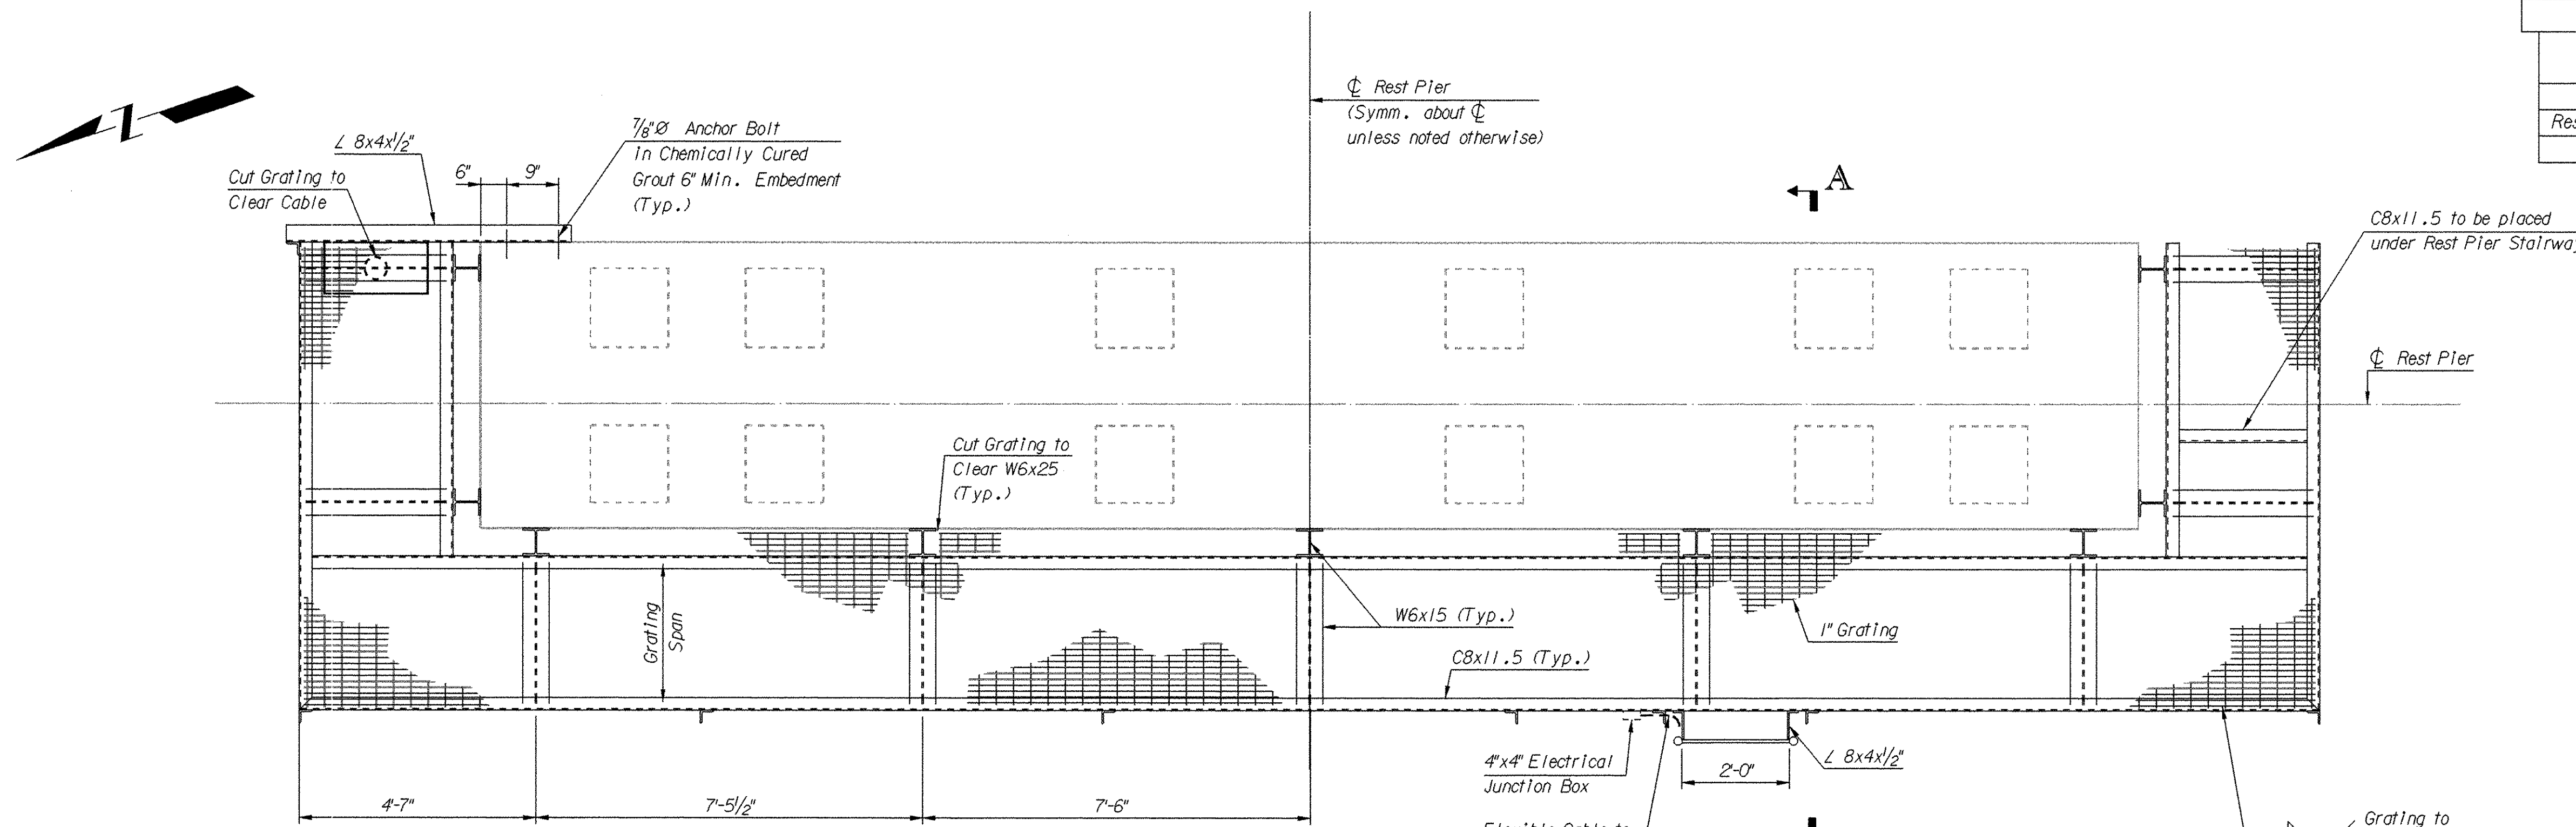 Z
℄ Rest Pier
(Symm. about ℄
unless noted otherwise)
7/8"Ø Anchor Bolt
in Chemically Cured
Grout 6" Min. Embedment
(Typ.)
∠ 8x4x1/2"
6"
9"
Cut Grating to
Clear Cable
A
C8x11.5 to be placed
under Rest Pier
℄ Rest Pier
Cut Grating to
Clear W6x25
(Typ.)
Grating
Span
W6x15 (Typ.)
1" Grating
C8x11.5 (Typ.)
4"x4" Electrical
Junction Box
2'-0"
∠ 8x4x1/2"
4'-7"
7'-5 1/2"
7'-6"
Grating to